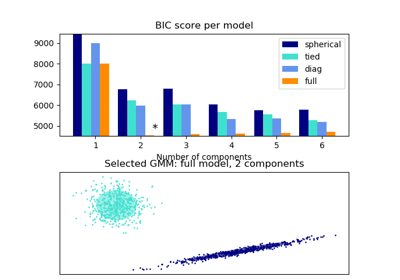 BIC score per model
9000
8000
7000
6000
5000
spherical
tied
diag
full
*
1 2 3 4 5 6
Number of components
Selected GMM: full model, 2 components